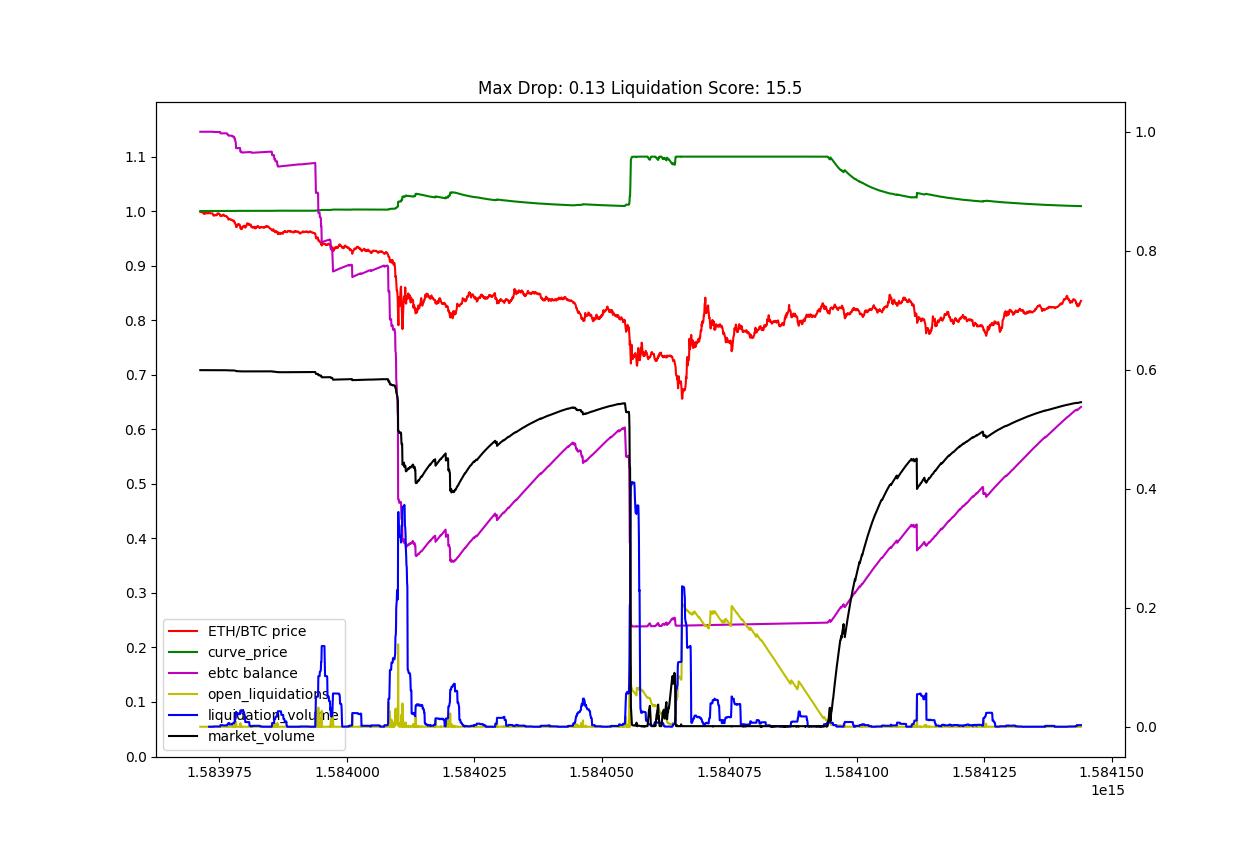 Max Drop: 0.13 Liquidation Score: 15.5
1.1
1.0
0.9
0.8
0.7
0.6
0.5
0.4
0.3
0.2
0.1
0.0
1.0
0.8
0.6
0.4
0.2
0.0
ETH/BTC price
curve_price
ebtc balance
open_liquidations
liquidation_volume
market_volume
1.583975 1.584000 1.584025 1.584050 1.584075 1.584100 1.584125 1.584150
1e15